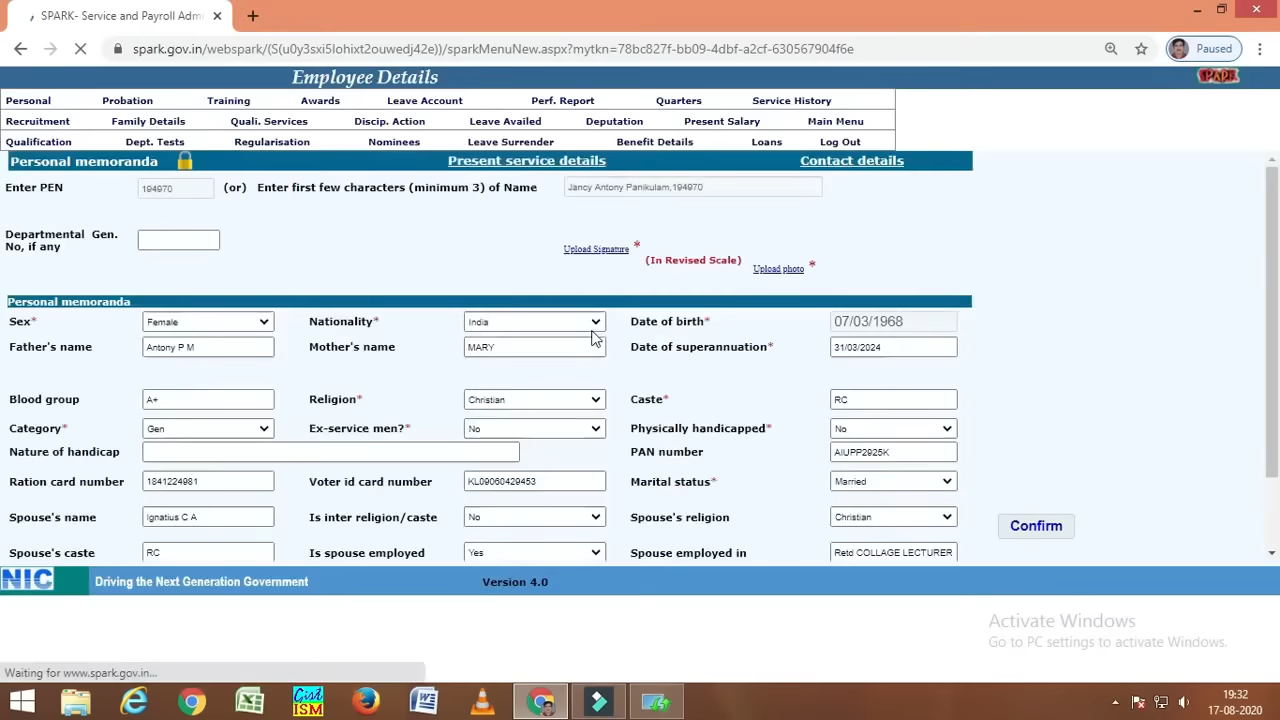 SPARK- Service and Payroll Adm
spark.gov.in/webspark/(S(u0y3sxi5lohixt2ouwedj42e))/sparkMenuNew.aspx?mytkn=78bc827f-bb09-4dbf-a2cf-630567904f6e
Paused
Employee Details
SPARK
Personal Probation Training Awards Leave Account Perf. Report Quarters Service History
Recruitment Family Details Quali. Services Discip. Action Leave Availed Deputation Present Salary Main Menu
Qualification Dept. Tests Regularisation Nominees Leave Surrender Benefit Details Loans Log Out
Personal memoranda Present service details Contact details
Enter PEN 194970 (or) Enter first few characters (minimum 3) of Name Jancy Antony Panikulam,194970
Departmental Gen. No, if any
Upload Signature * (In Revised Scale) Upload photo *
Personal memoranda
Sex* Female Nationality* India Date of birth* 07/03/1968
Father's name Antony P M Mother's name MARY Date of superannuation* 31/03/2024
Blood group A+ Religion* Christian Caste* RC
Category* Gen Ex-service men?* No Physically handicapped* No
Nature of handicap PAN number AIUPP2925K
Ration card number 1841224981 Voter id card number KL09060429453 Marital status* Married
Spouse's name Ignatius C A Is inter religion/caste No Spouse's religion Christian
Confirm
Spouse's caste RC Is spouse employed Yes Spouse employed in Retd COLLAGE LECTURER
NIC Driving the Next Generation Government Version 4.0
Activate Windows
Go to PC settings to activate Windows.
Waiting for www.spark.gov.in...
Gist
ISM
19:32
17-08-2020